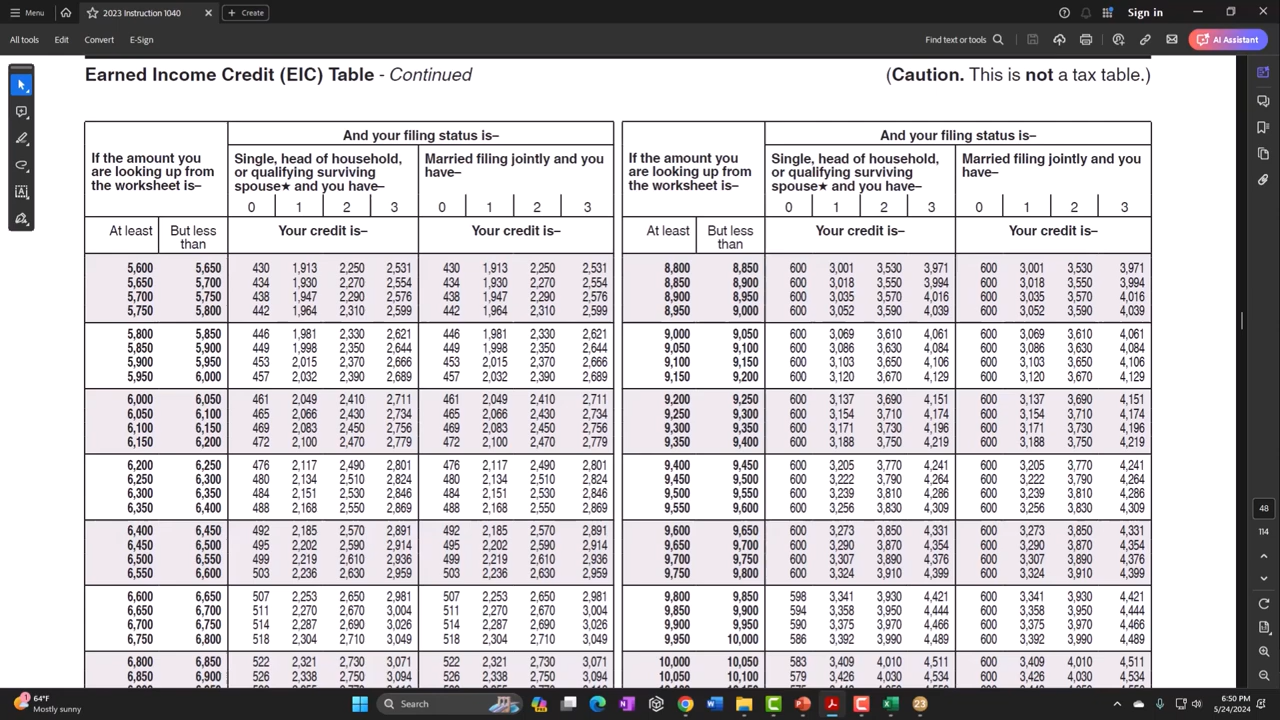 Menu
2023 Instruction 1040
Create
Sign in
All tools Edit Convert E-Sign
Find text or tools
AI Assistant
Earned Income Credit (EIC) Table - Continued
(Caution. This is not a tax table.)
If the amount you are looking up from the worksheet is–
And your filing status is–
Single, head of household, or qualifying surviving spouse★ and you have–
Married filing jointly and you have–
0 1 2 3 0 1 2 3
At least But less than Your credit is– Your credit is–
5,600 5,650 430 1,913 2,250 2,531 430 1,913 2,250 2,531
5,650 5,700 434 1,930 2,270 2,554 434 1,930 2,270 2,554
5,700 5,750 438 1,947 2,290 2,576 438 1,947 2,290 2,576
5,750 5,800 442 1,964 2,310 2,599 442 1,964 2,310 2,599
5,800 5,850 446 1,981 2,330 2,621 446 1,981 2,330 2,621
5,850 5,900 449 1,998 2,350 2,644 449 1,998 2,350 2,644
5,900 5,950 453 2,015 2,370 2,666 453 2,015 2,370 2,666
5,950 6,000 457 2,032 2,390 2,689 457 2,032 2,390 2,689
6,000 6,050 461 2,049 2,410 2,711 461 2,049 2,410 2,711
6,050 6,100 465 2,066 2,430 2,734 465 2,066 2,430 2,734
6,100 6,150 469 2,083 2,450 2,756 469 2,083 2,450 2,756
6,150 6,200 472 2,100 2,470 2,779 472 2,100 2,470 2,779
6,200 6,250 476 2,117 2,490 2,801 476 2,117 2,490 2,801
6,250 6,300 480 2,134 2,510 2,824 480 2,134 2,510 2,824
6,300 6,350 484 2,151 2,530 2,846 484 2,151 2,530 2,846
6,350 6,400 488 2,168 2,550 2,869 488 2,168 2,550 2,869
6,400 6,450 492 2,185 2,570 2,891 492 2,185 2,570 2,891
6,450 6,500 495 2,202 2,590 2,914 495 2,202 2,590 2,914
6,500 6,550 499 2,219 2,610 2,936 499 2,219 2,610 2,936
6,550 6,600 503 2,236 2,630 2,959 503 2,236 2,630 2,959
6,600 6,650 507 2,253 2,650 2,981 507 2,253 2,650 2,981
6,650 6,700 511 2,270 2,670 3,004 511 2,270 2,670 3,004
6,700 6,750 514 2,287 2,690 3,026 514 2,287 2,690 3,026
6,750 6,800 518 2,304 2,710 3,049 518 2,304 2,710 3,049
6,800 6,850 522 2,321 2,730 3,071 522 2,321 2,730 3,071
6,850 6,900 526 2,338 2,750 3,094 526 2,338 2,750 3,094
If the amount you are looking up from the worksheet is–
And your filing status is–
Single, head of household, or qualifying surviving spouse★ and you have–
Married filing jointly and you have–
0 1 2 3 0 1 2 3
At least But less than Your credit is– Your credit is–
8,800 8,850 600 3,001 3,530 3,971 600 3,001 3,530 3,971
8,850 8,900 600 3,018 3,550 3,994 600 3,018 3,550 3,994
8,900 8,950 600 3,035 3,570 4,016 600 3,035 3,570 4,016
8,950 9,000 600 3,052 3,590 4,039 600 3,052 3,590 4,039
9,000 9,050 600 3,069 3,610 4,061 600 3,069 3,610 4,061
9,050 9,100 600 3,086 3,630 4,084 600 3,086 3,630 4,084
9,100 9,150 600 3,103 3,650 4,106 600 3,103 3,650 4,106
9,150 9,200 600 3,120 3,670 4,129 600 3,120 3,670 4,129
9,200 9,250 600 3,137 3,690 4,151 600 3,137 3,690 4,151
9,250 9,300 600 3,154 3,710 4,174 600 3,154 3,710 4,174
9,300 9,350 600 3,171 3,730 4,196 600 3,171 3,730 4,196
9,350 9,400 600 3,188 3,750 4,219 600 3,188 3,750 4,219
9,400 9,450 600 3,205 3,770 4,241 600 3,205 3,770 4,241
9,450 9,500 600 3,222 3,790 4,264 600 3,222 3,790 4,264
9,500 9,550 600 3,239 3,810 4,286 600 3,239 3,810 4,286
9,550 9,600 600 3,256 3,830 4,309 600 3,256 3,830 4,309
9,600 9,650 600 3,273 3,850 4,331 600 3,273 3,850 4,331
9,650 9,700 600 3,290 3,870 4,354 600 3,290 3,870 4,354
9,700 9,750 600 3,307 3,890 4,376 600 3,307 3,890 4,376
9,750 9,800 600 3,324 3,910 4,399 600 3,324 3,910 4,399
9,800 9,850 598 3,341 3,930 4,421 600 3,341 3,930 4,421
9,850 9,900 594 3,358 3,950 4,444 600 3,358 3,950 4,444
9,900 9,950 590 3,375 3,970 4,466 600 3,375 3,970 4,466
9,950 10,000 586 3,392 3,990 4,489 600 3,392 3,990 4,489
10,000 10,050 583 3,409 4,010 4,511 600 3,409 4,010 4,511
10,050 10,100 579 3,426 4,030 4,534 600 3,426 4,030 4,534
48
114
64°F
Mostly sunny
Search
23
6:50 PM
5/24/2024